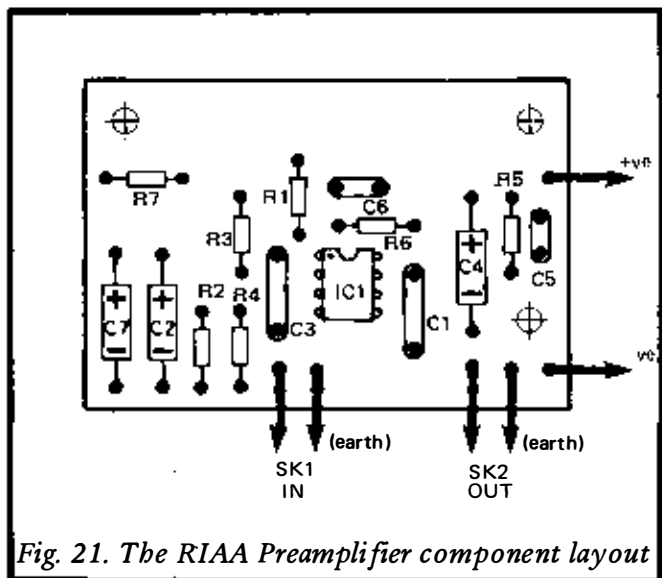 +ve
R5
R7
R1
C6
R3
R6
+
C4
-
C5
IC1
+
C7
-
+
C2
-
R2
R4
C3
C1
ve
(earth)
(earth)
SK1
IN
SK2
OUT
Fig. 21. The RIAA Preamplifier component layout